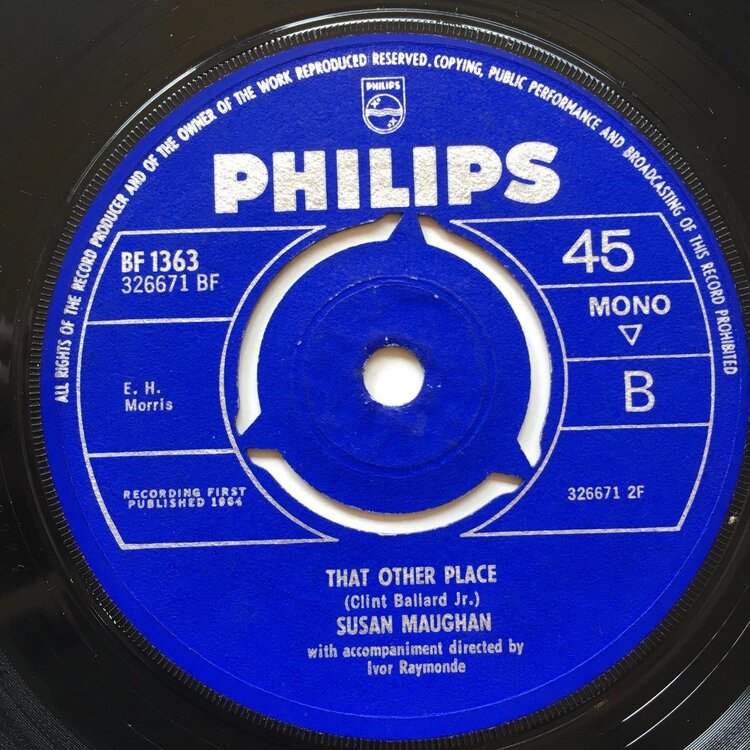 ALL RIGHTS OF THE RECORD PRODUCER AND OF THE OWNER OF THE WORK REPRODUCED RESERVED. COPYING, PUBLIC PERFORMANCE AND BROADCASTING OF THIS RECORD PROHIBITED
PHILIPS
PHILIPS
BF 1363
326671 BF
45
MONO
B
E. H.
Morris
RECORDING FIRST
PUBLISHED 1964
326671 2F
THAT OTHER PLACE
(Clint Ballard Jr.)
SUSAN MAUGHAN
with accompaniment directed by
Ivor Raymonde